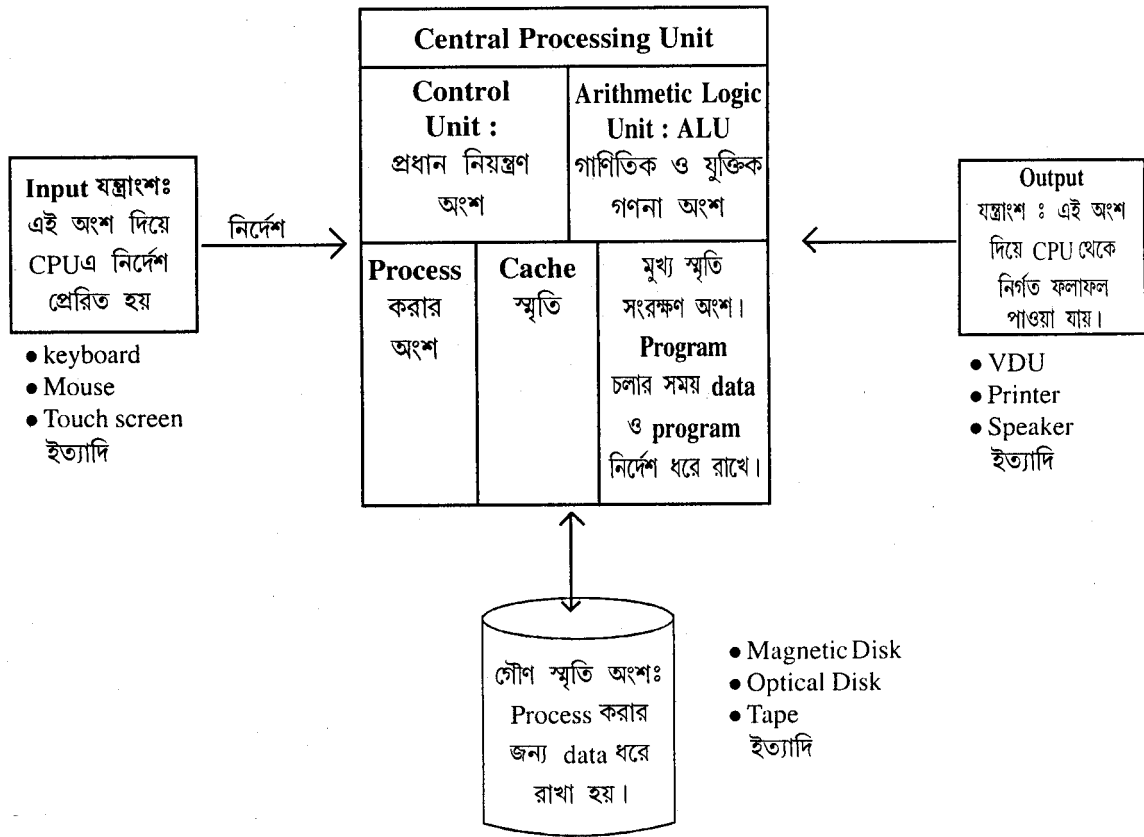 Central Processing Unit
Control
Unit :
প্রধান নিয়ন্ত্রণ
অংশ
Arithmetic Logic
Unit : ALU
গাণিতিক ও যুক্তিক
গণনা অংশ
Input যন্ত্রাংশঃ
এই অংশ দিয়ে
CPUএ নির্দেশ
প্রেরিত হয়
নির্দেশ
● keyboard
● Mouse
● Touch screen
ইত্যাদি
Process
করার
অংশ
Cache
স্মৃতি
মুখ্য স্মৃতি
সংরক্ষণ অংশ।
Program
চলার সময় data
ও program
নির্দেশ ধরে রাখে।
Output
যন্ত্রাংশ ঃ এই অংশ
দিয়ে CPU থেকে
নির্গত ফলাফল
পাওয়া যায়।
● VDU
● Printer
● Speaker
ইত্যাদি
গৌণ স্মৃতি অংশঃ
Process করার
জন্য data ধরে
রাখা হয়।
● Magnetic Disk
● Optical Disk
● Tape
ইত্যাদি